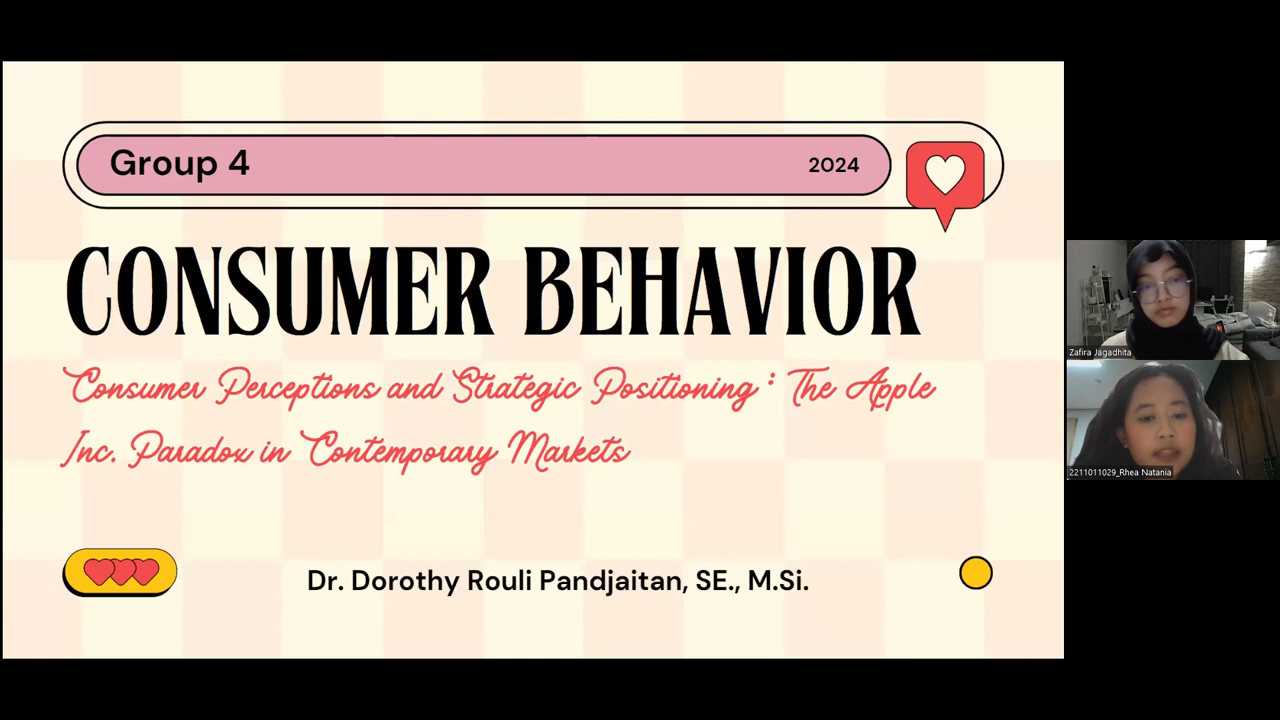 Group 4
2024
CONSUMER BEHAVIOR
Consumer Perceptions and Strategic Positioning : The Apple
Inc. Paradox in Contemporary Markets
Dr. Dorothy Rouli Pandjaitan, SE., M.Si.
Zafira Jagadhita
2211011029_Rhea Natania